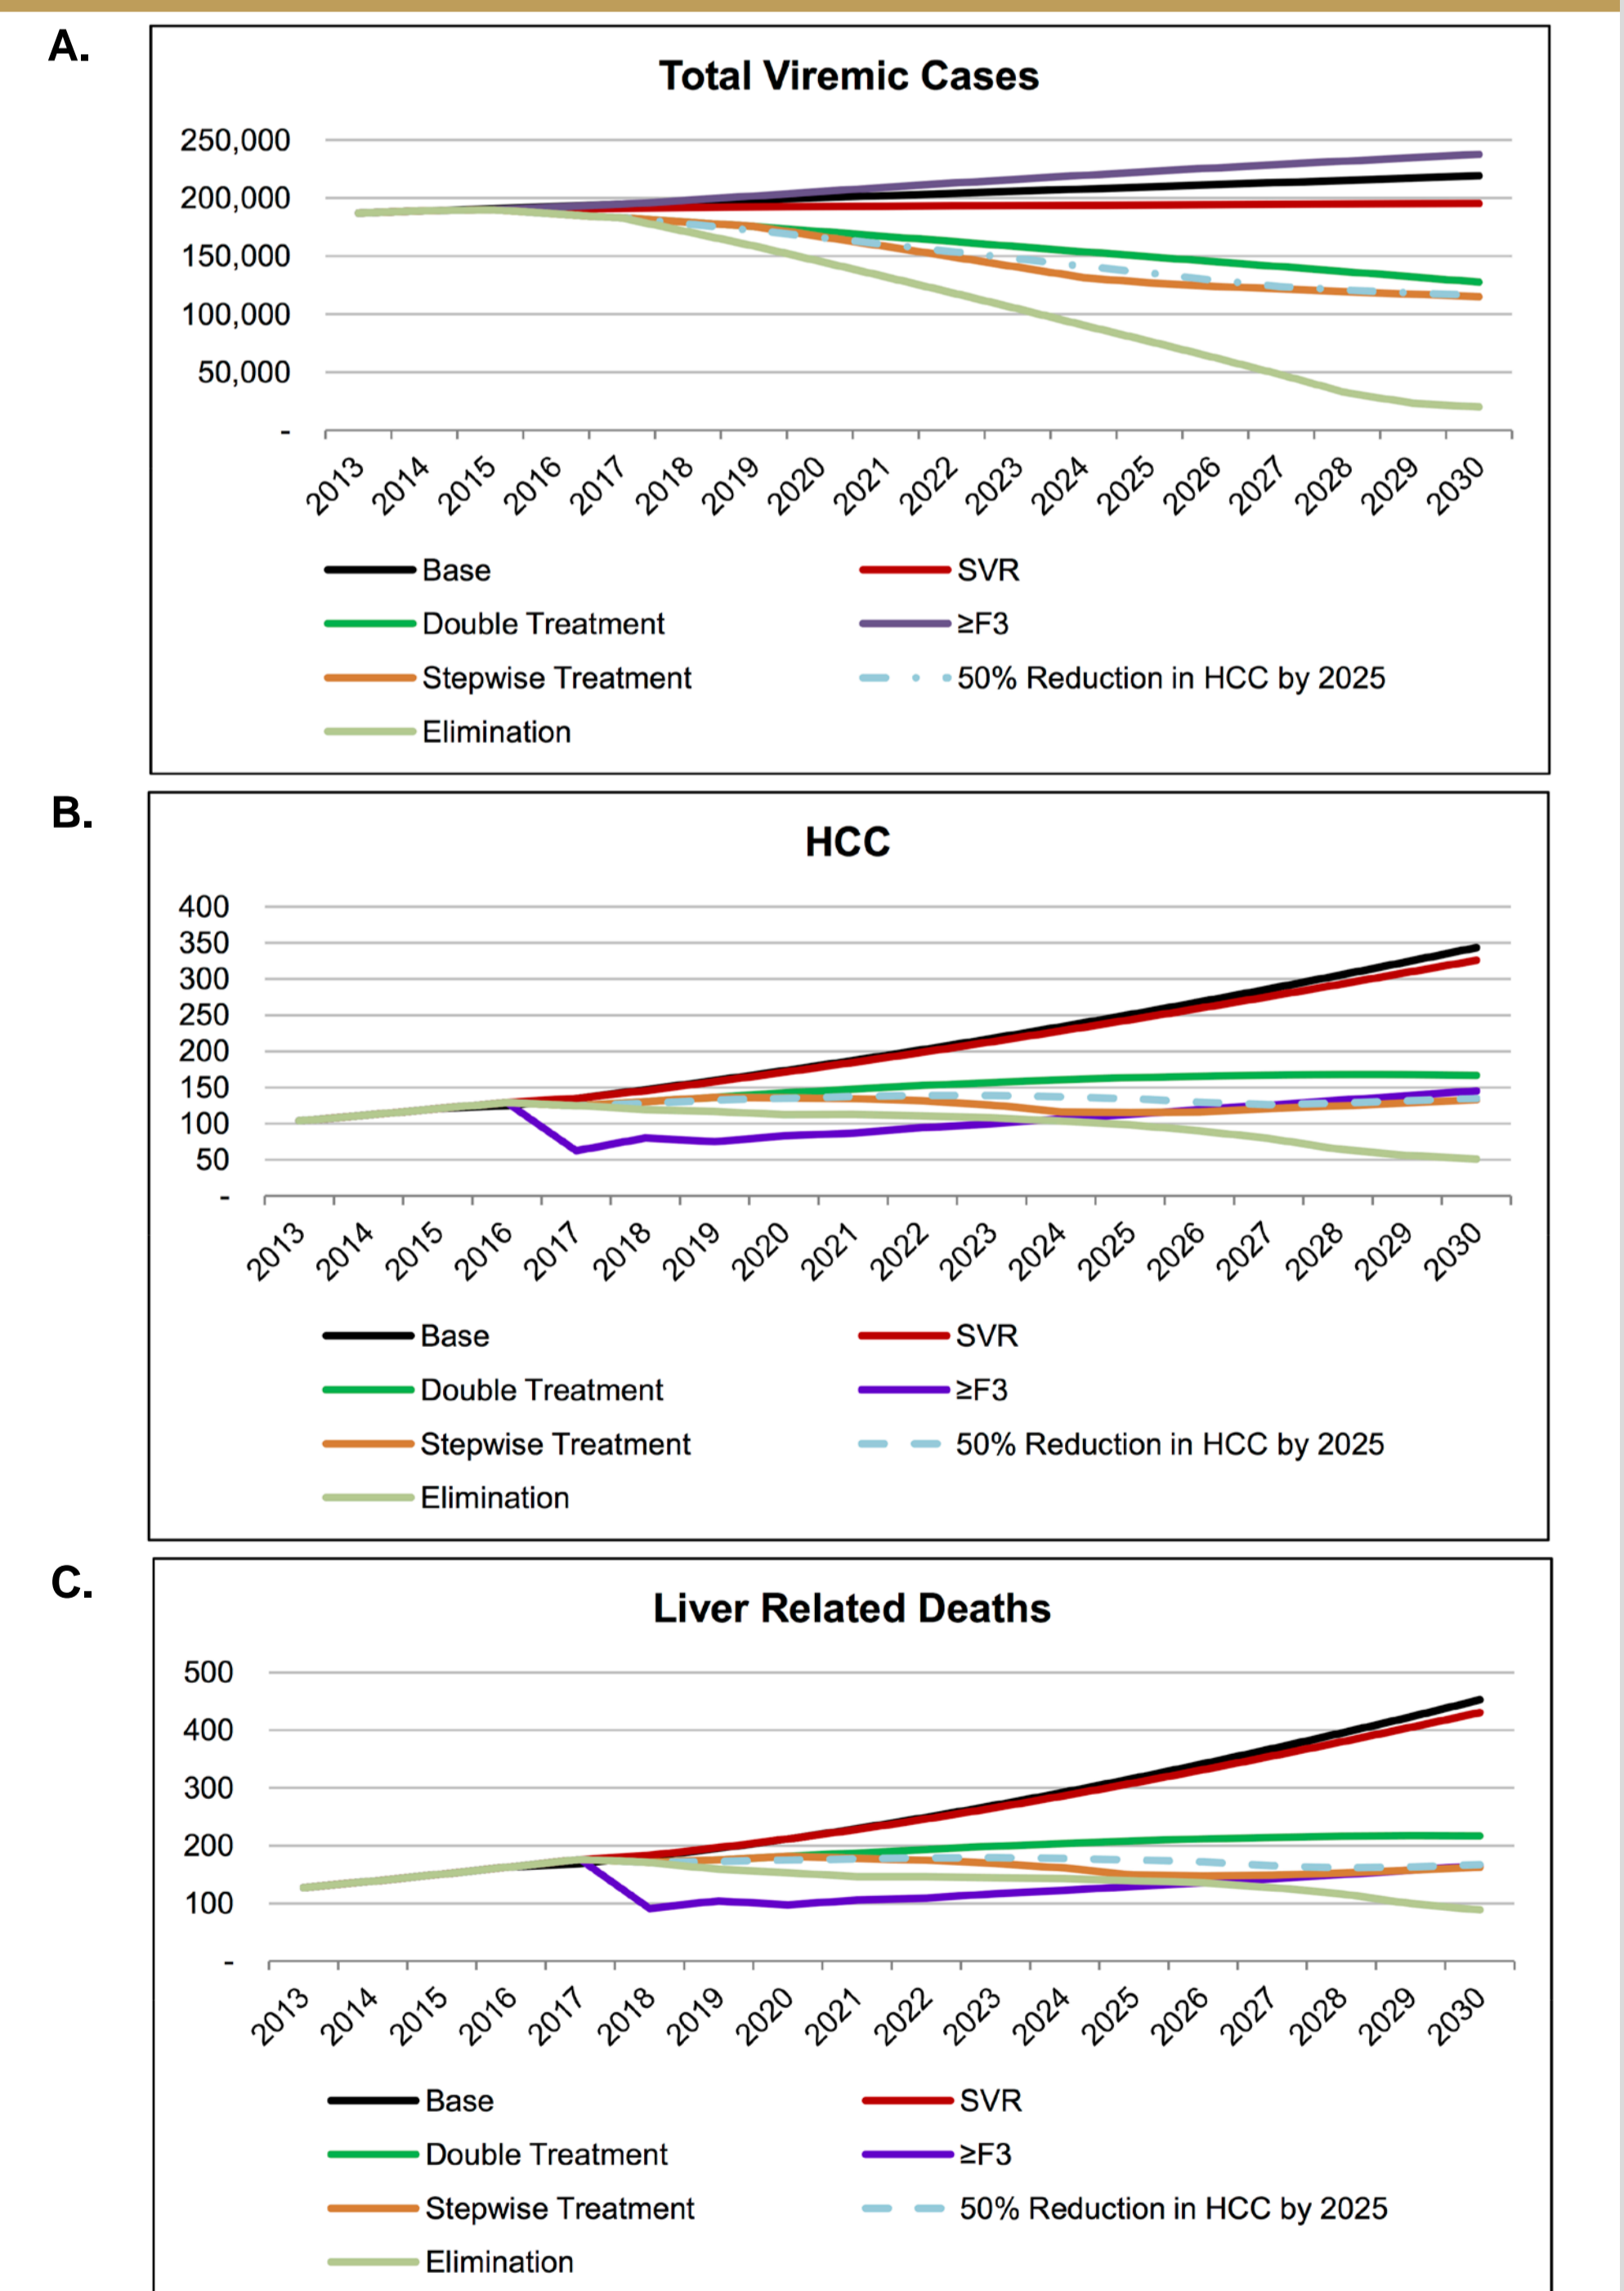 A.
Total Viremic Cases
250,000
200,000
150,000
100,000
50,000
-
2013 2014 2015 2016 2017 2018 2019 2020 2021 2022 2023 2024 2025 2026 2027 2028 2029 2030
Base SVR
Double Treatment ≥F3
Stepwise Treatment 50% Reduction in HCC by 2025
Elimination
B.
HCC
400
350
300
250
200
150
100
50
-
2013 2014 2015 2016 2017 2018 2019 2020 2021 2022 2023 2024 2025 2026 2027 2028 2029 2030
Base SVR
Double Treatment ≥F3
Stepwise Treatment 50% Reduction in HCC by 2025
Elimination
C.
Liver Related Deaths
500
400
300
200
100
-
2013 2014 2015 2016 2017 2018 2019 2020 2021 2022 2023 2024 2025 2026 2027 2028 2029 2030
Base SVR
Double Treatment ≥F3
Stepwise Treatment 50% Reduction in HCC by 2025
Elimination